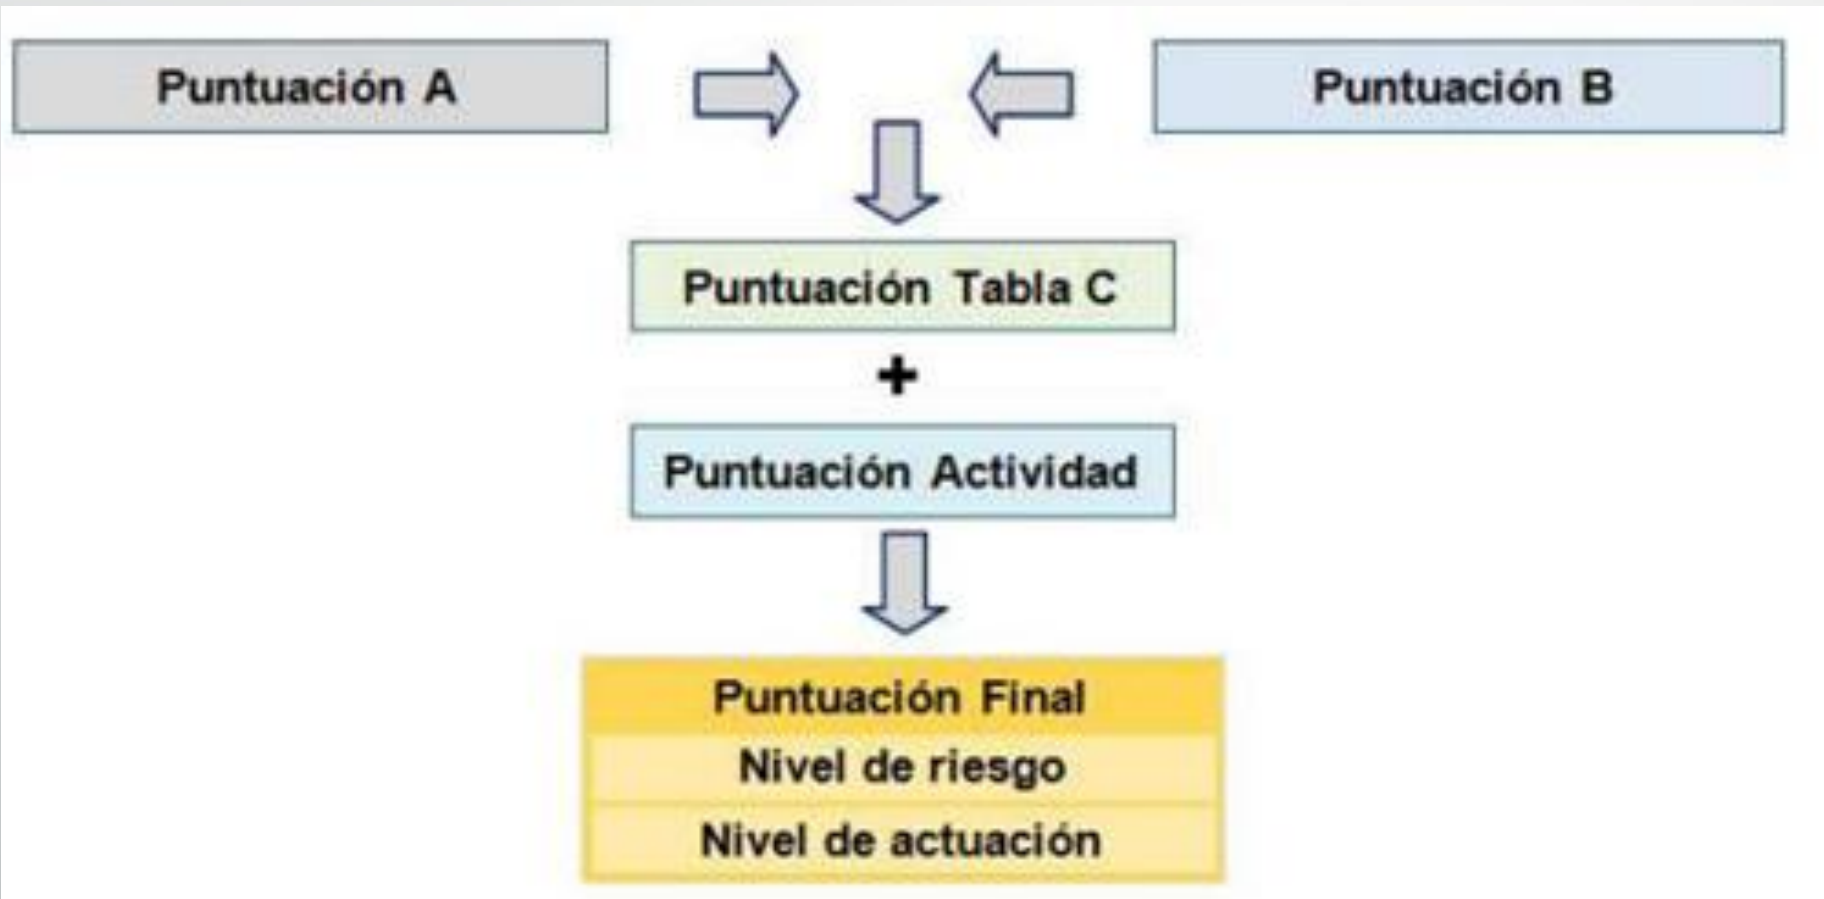 Puntuación A
Puntuación B
Puntuación Tabla C
+
Puntuación Actividad
Puntuación Final
Nivel de riesgo
Nivel de actuación